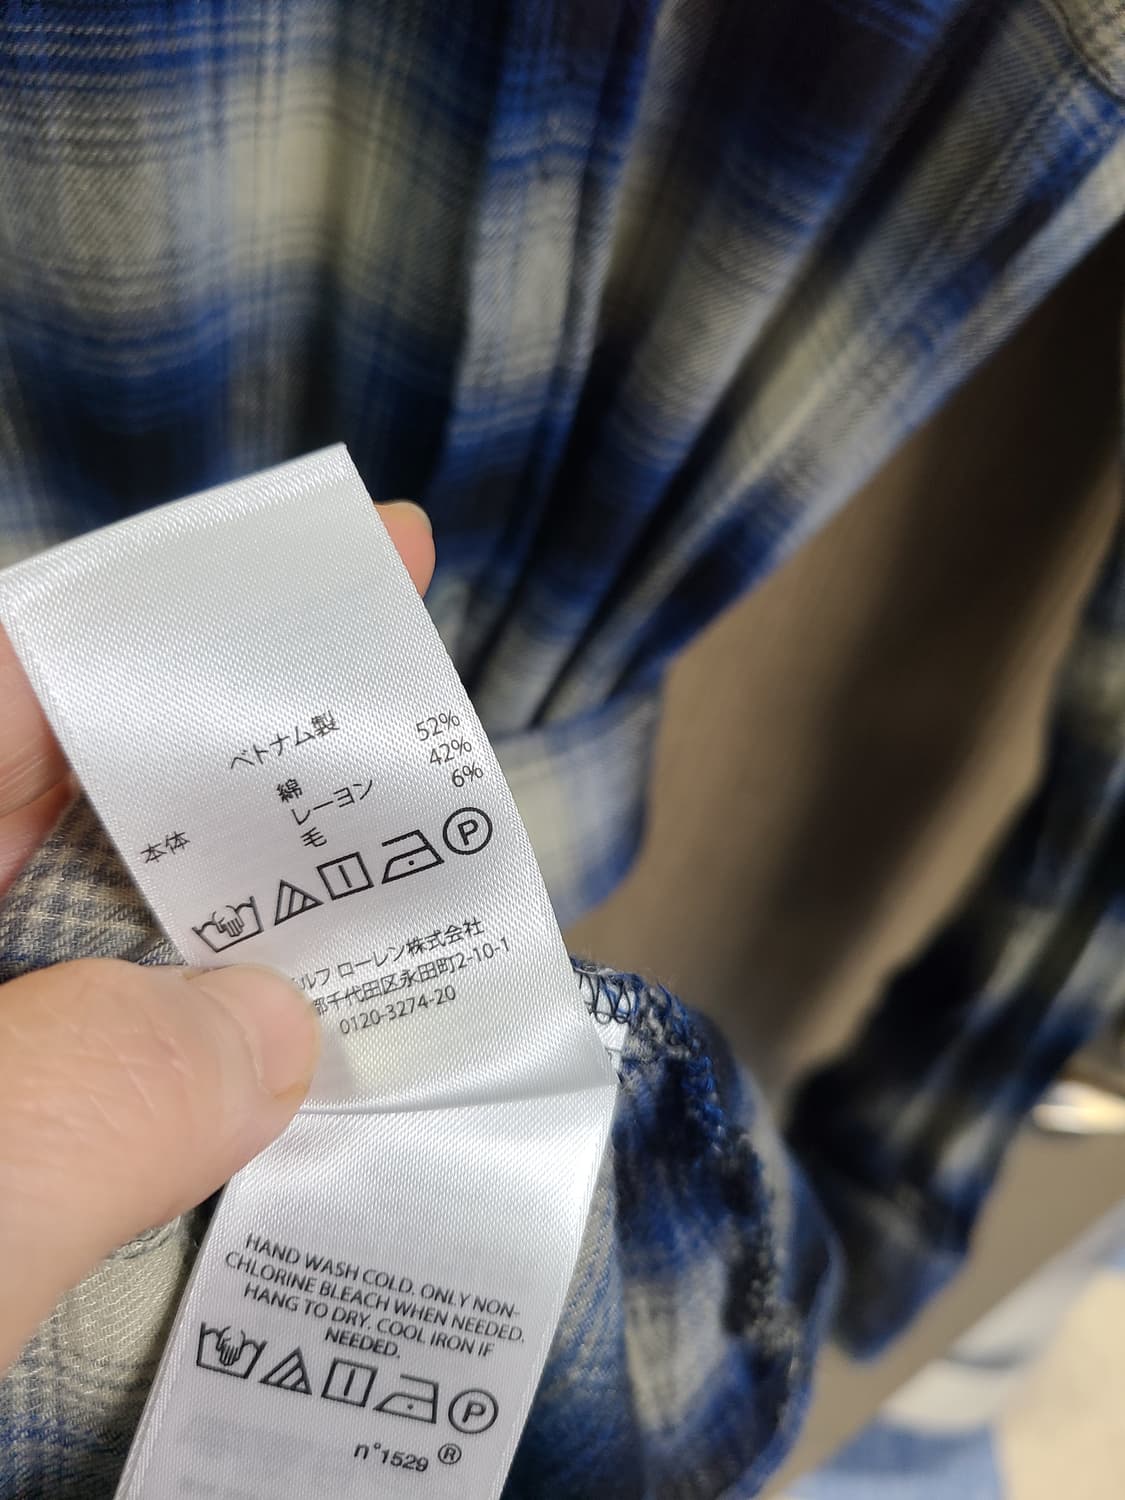 ベトナム製
本体 綿 52%
レーヨン 42%
毛 6%
P
ルフ ローレン株式会社
都千代田区永田町2-10-1
0120-3274-20
HAND WASH COLD. ONLY NON-
CHLORINE BLEACH WHEN NEEDED.
HANG TO DRY. COOL IRON IF
NEEDED.
P
n°1529 ®